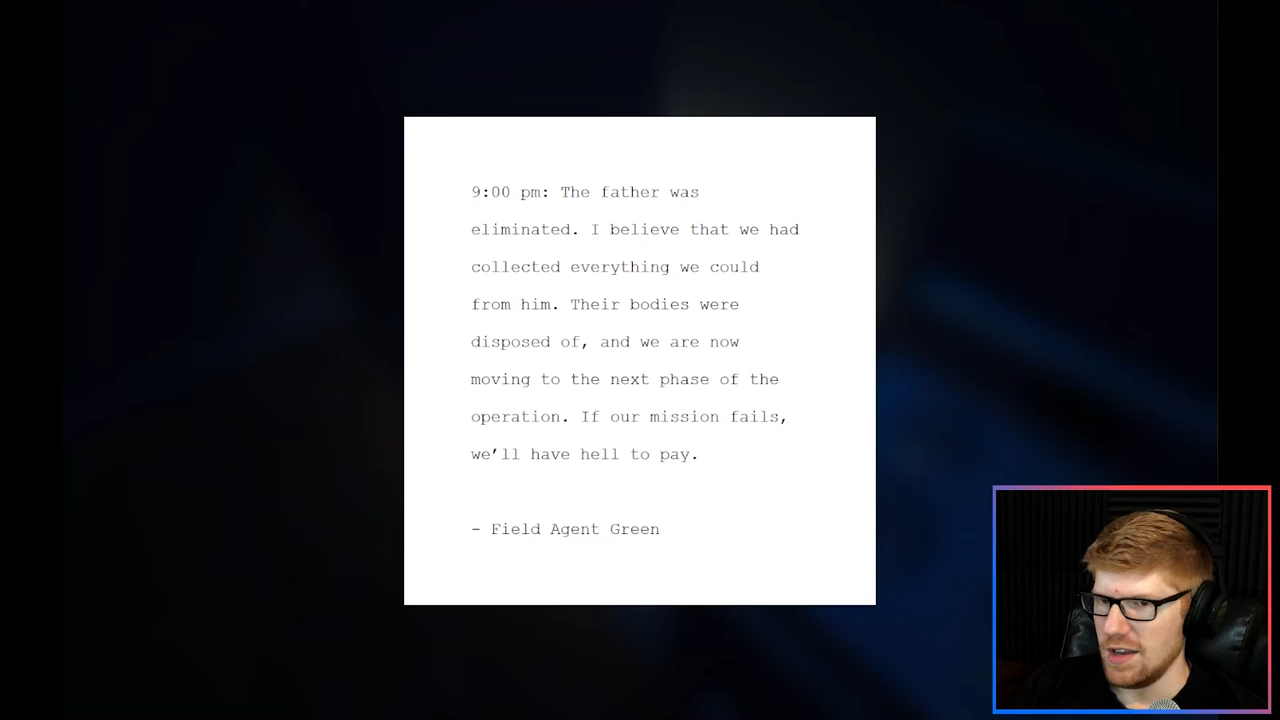 9:00 pm: The father was
eliminated. I believe that we had
collected everything we could
from him. Their bodies were
disposed of, and we are now
moving to the next phase of the
operation. If our mission fails,
we’ll have hell to pay.
- Field Agent Green